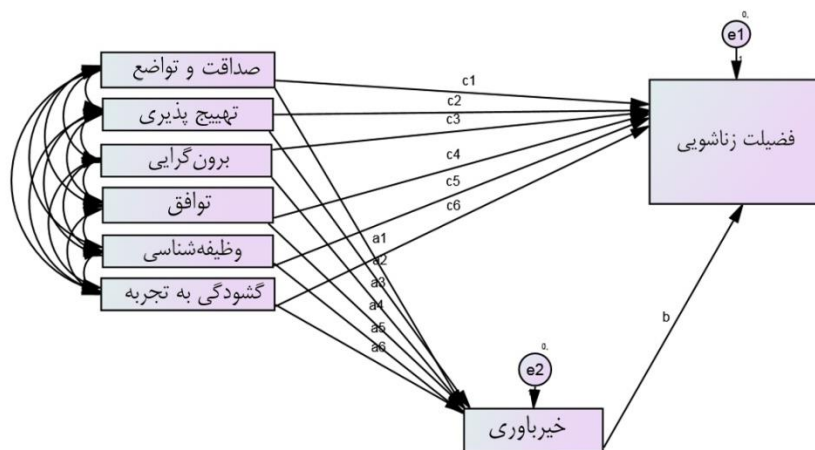 صداقت و تواضع
تهییج پذیری
برون‌گرایی
توافق
وظیفه‌شناسی
گشودگی به تجربه
c1
c2
c3
c4
c5
c6
a1
a2
a3
a4
a5
a6
0,
e1
1
فضیلت زناشویی
b
0,
e2
خیرباوری